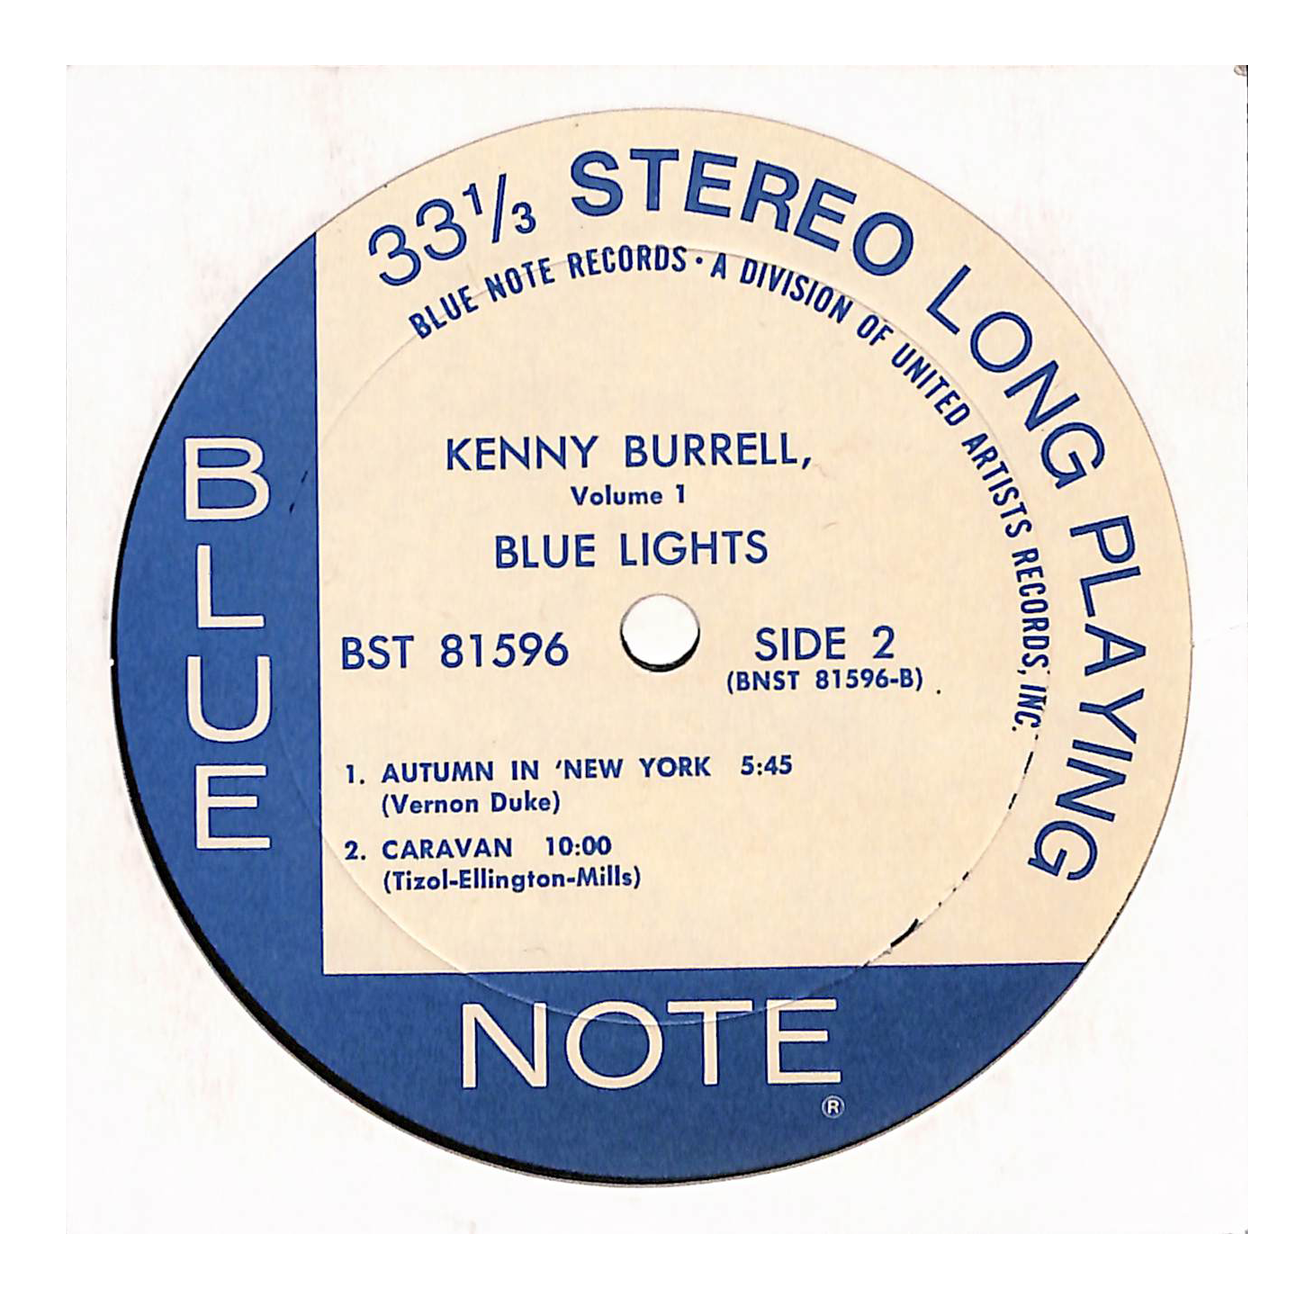 33 1/3 STEREO LONG PLAYING
BLUE NOTE RECORDS · A DIVISION OF UNITED ARTISTS RECORDS, INC.
KENNY BURRELL,
Volume 1
BLUE LIGHTS
BST 81596
SIDE 2
(BNST 81596-B)
1. AUTUMN IN 'NEW YORK 5:45
(Vernon Duke)
2. CARAVAN 10:00
(Tizol-Ellington-Mills)
BLUE
NOTE
®